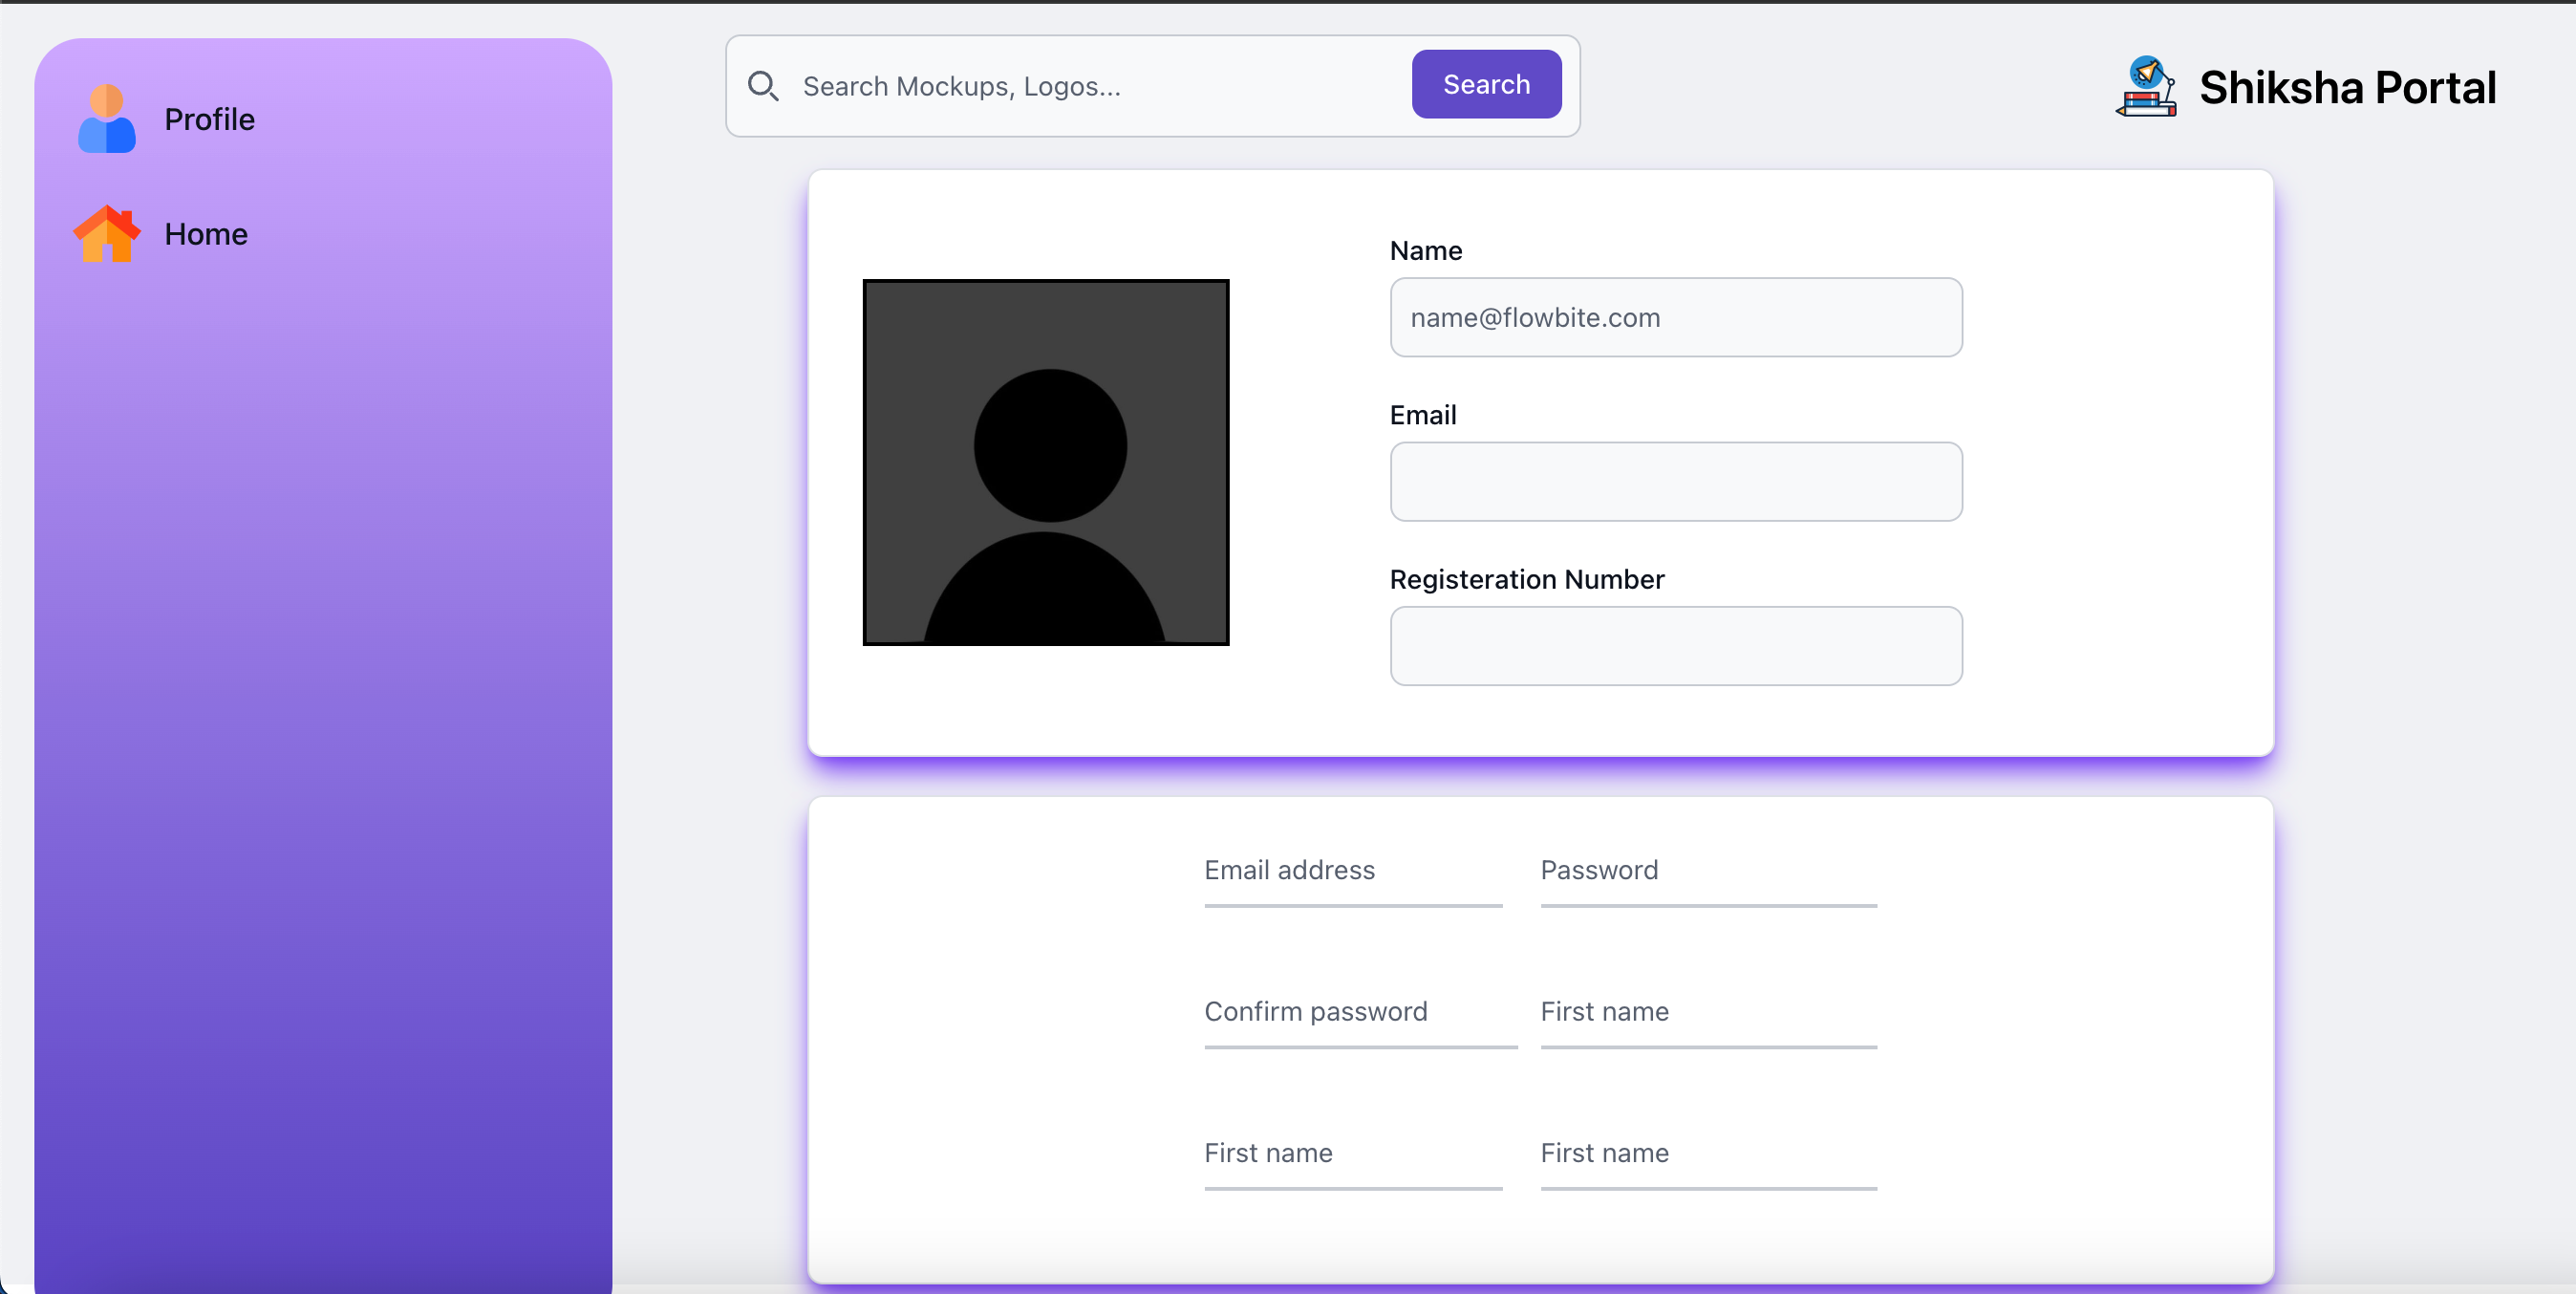 Profile
Home
Search Mockups, Logos...
Search
Shiksha Portal
Name
name@flowbite.com
Email
Registeration Number
Email address
Password
Confirm password
First name
First name
First name